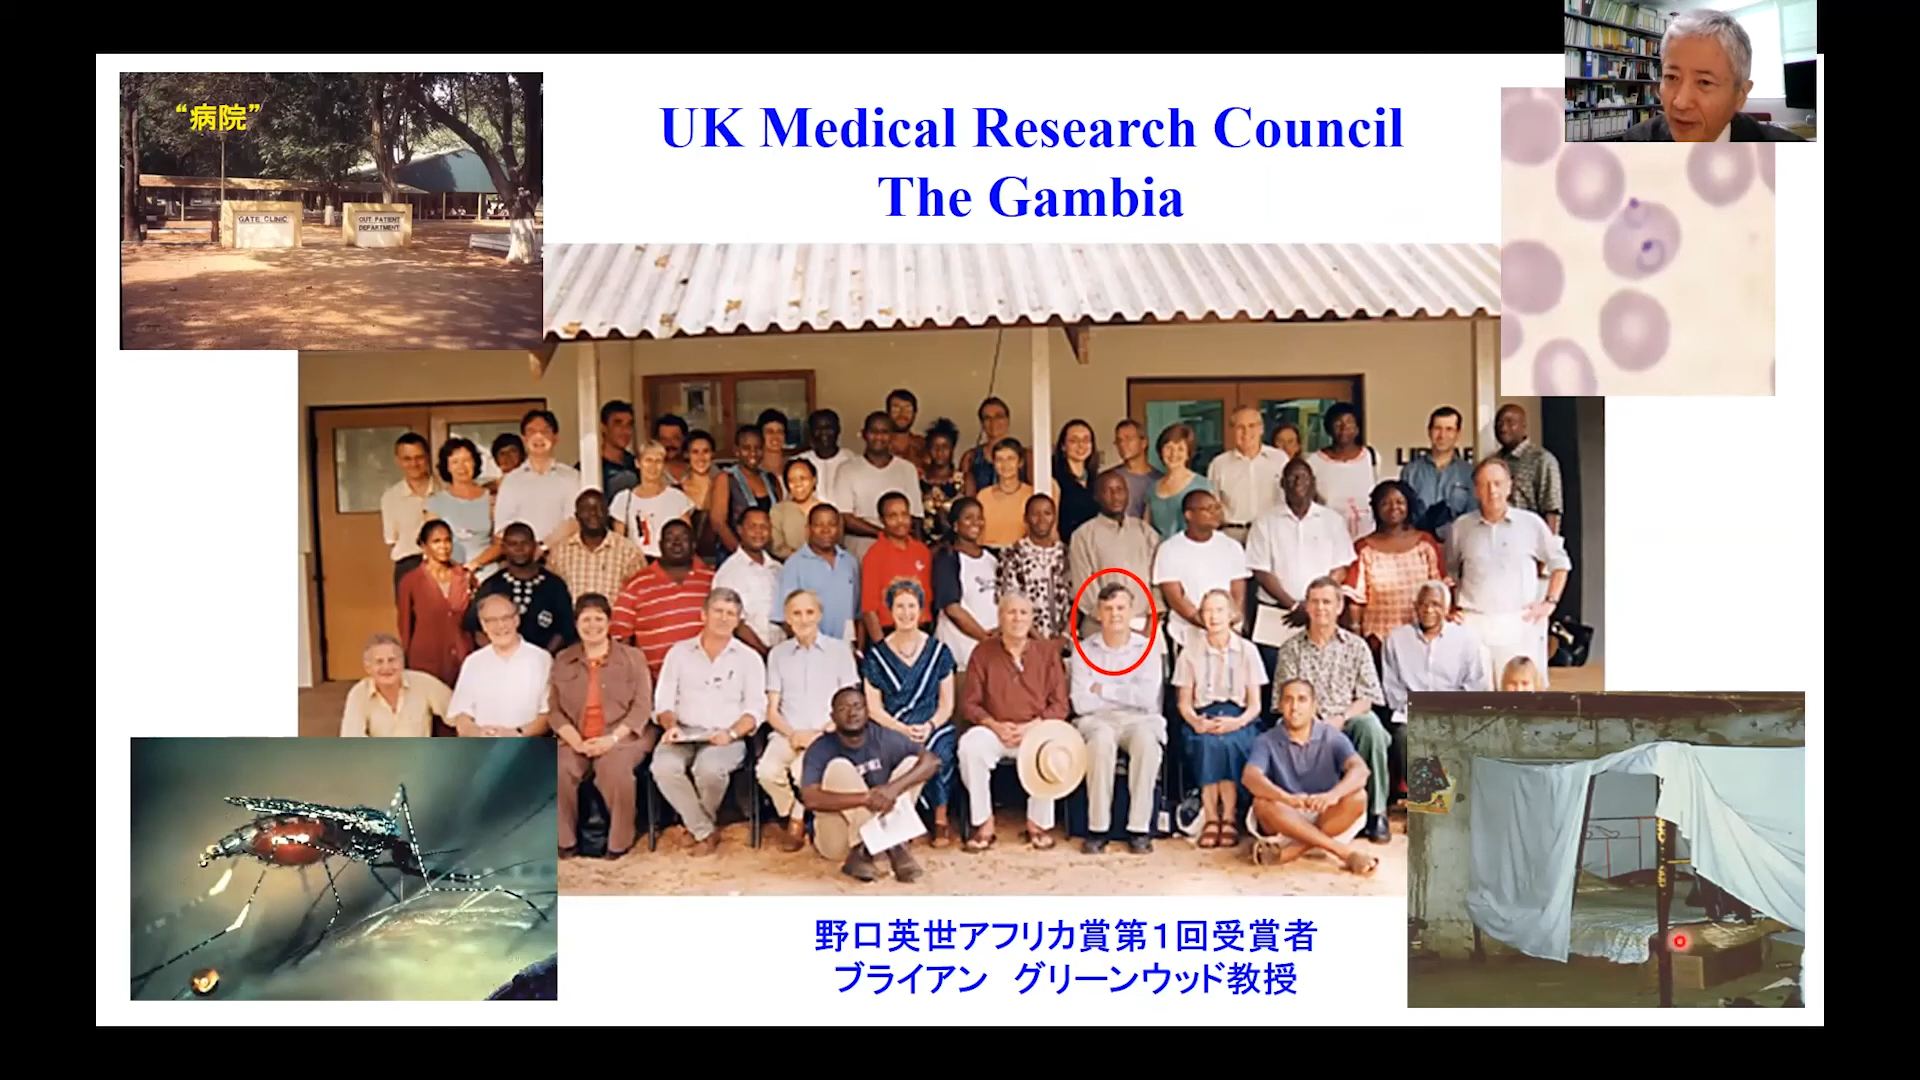 “病院”
UK Medical Research Council
The Gambia
GATE CLINIC
OUT PATIENT
DEPARTMENT
野口英世アフリカ賞第１回受賞者
ブライアン　グリーンウッド教授